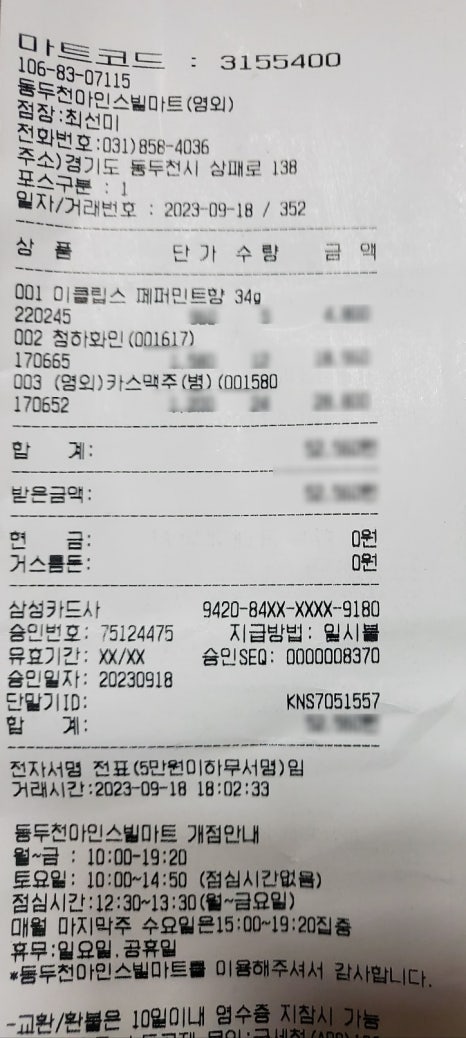 마트코드 : 3155400
106-83-07115
동두천아인스빌마트(영외)
점장:최선미
전화번호:031)858-4036
주소)경기도 동두천시 상패로 138
포스구분 : 1
일자/거래번호 : 2023-09-18 / 352
상 품 단가 수량 금 액
001 이클립스 페퍼민트향 34g
220245
002 청하화인(001617)
170665
003 (영외)카스맥주(병)(001580
170652
합 계:
받은금액:
현 금: 0원
거스름돈: 0원
삼성카드사 9420-84XX-XXXX-9180
승인번호: 75124475 지급방법: 일시불
유효기간: XX/XX 승인SEQ: 0000008370
승인일자: 20230918
단말기ID: KNS7051557
합 계:
전자서명 전표(5만원이하무서명)임
거래시간:2023-09-18 18:02:33
동두천아인스빌마트 개점안내
월~금 : 10:00-19:20
토요일: 10:00~14:50 (점심시간없음)
점심시간:12:30~13:30(월~금요일)
매월 마지막주 수요일은15:00~19:20집중
휴무:일요일.공휴일
*동두천아인스빌마트를 이용해주셔서 감사합니다.
-교환/환불은 10일이내 영수증 지참시 가능